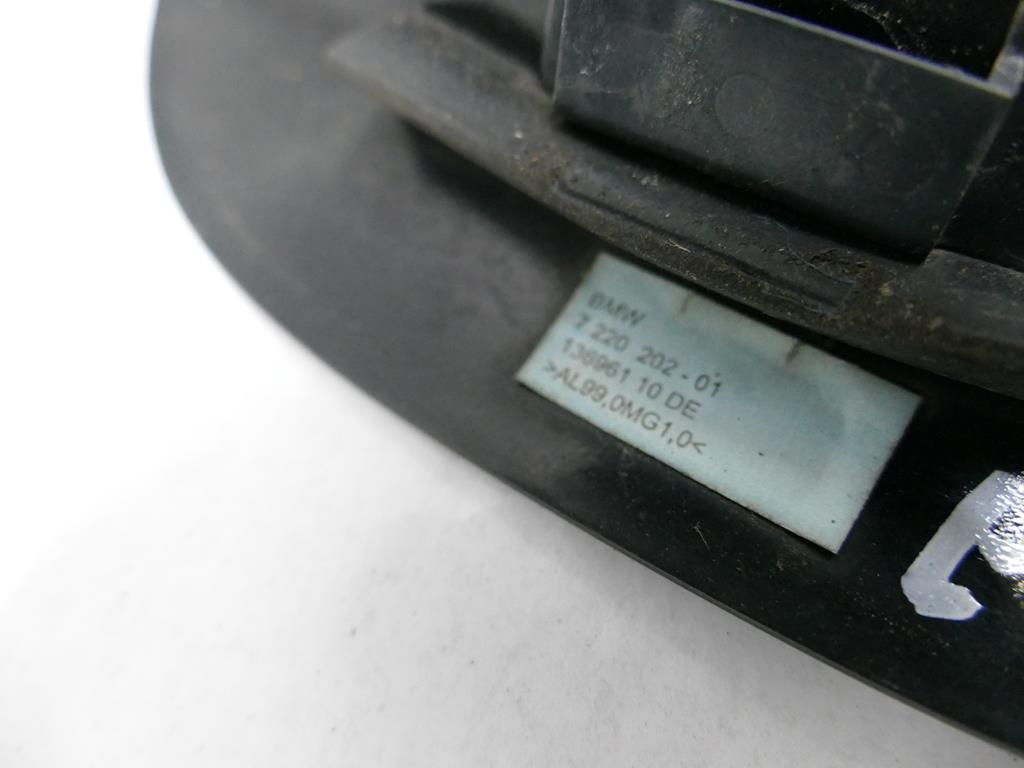 BMW
7 220 202 - 01
136961 10 DE
>AL99,0MG1,0<